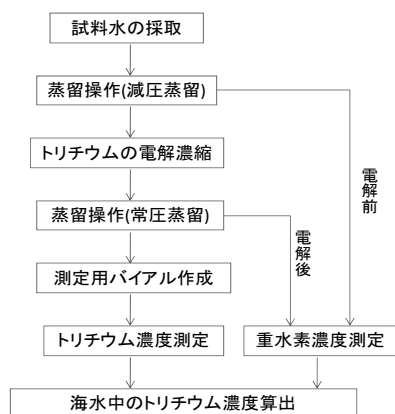 試料水の採取
蒸留操作(減圧蒸留)
トリチウムの電解濃縮
電解前
蒸留操作(常圧蒸留)
電解後
測定用バイアル作成
トリチウム濃度測定
重水素濃度測定
海水中のトリチウム濃度算出